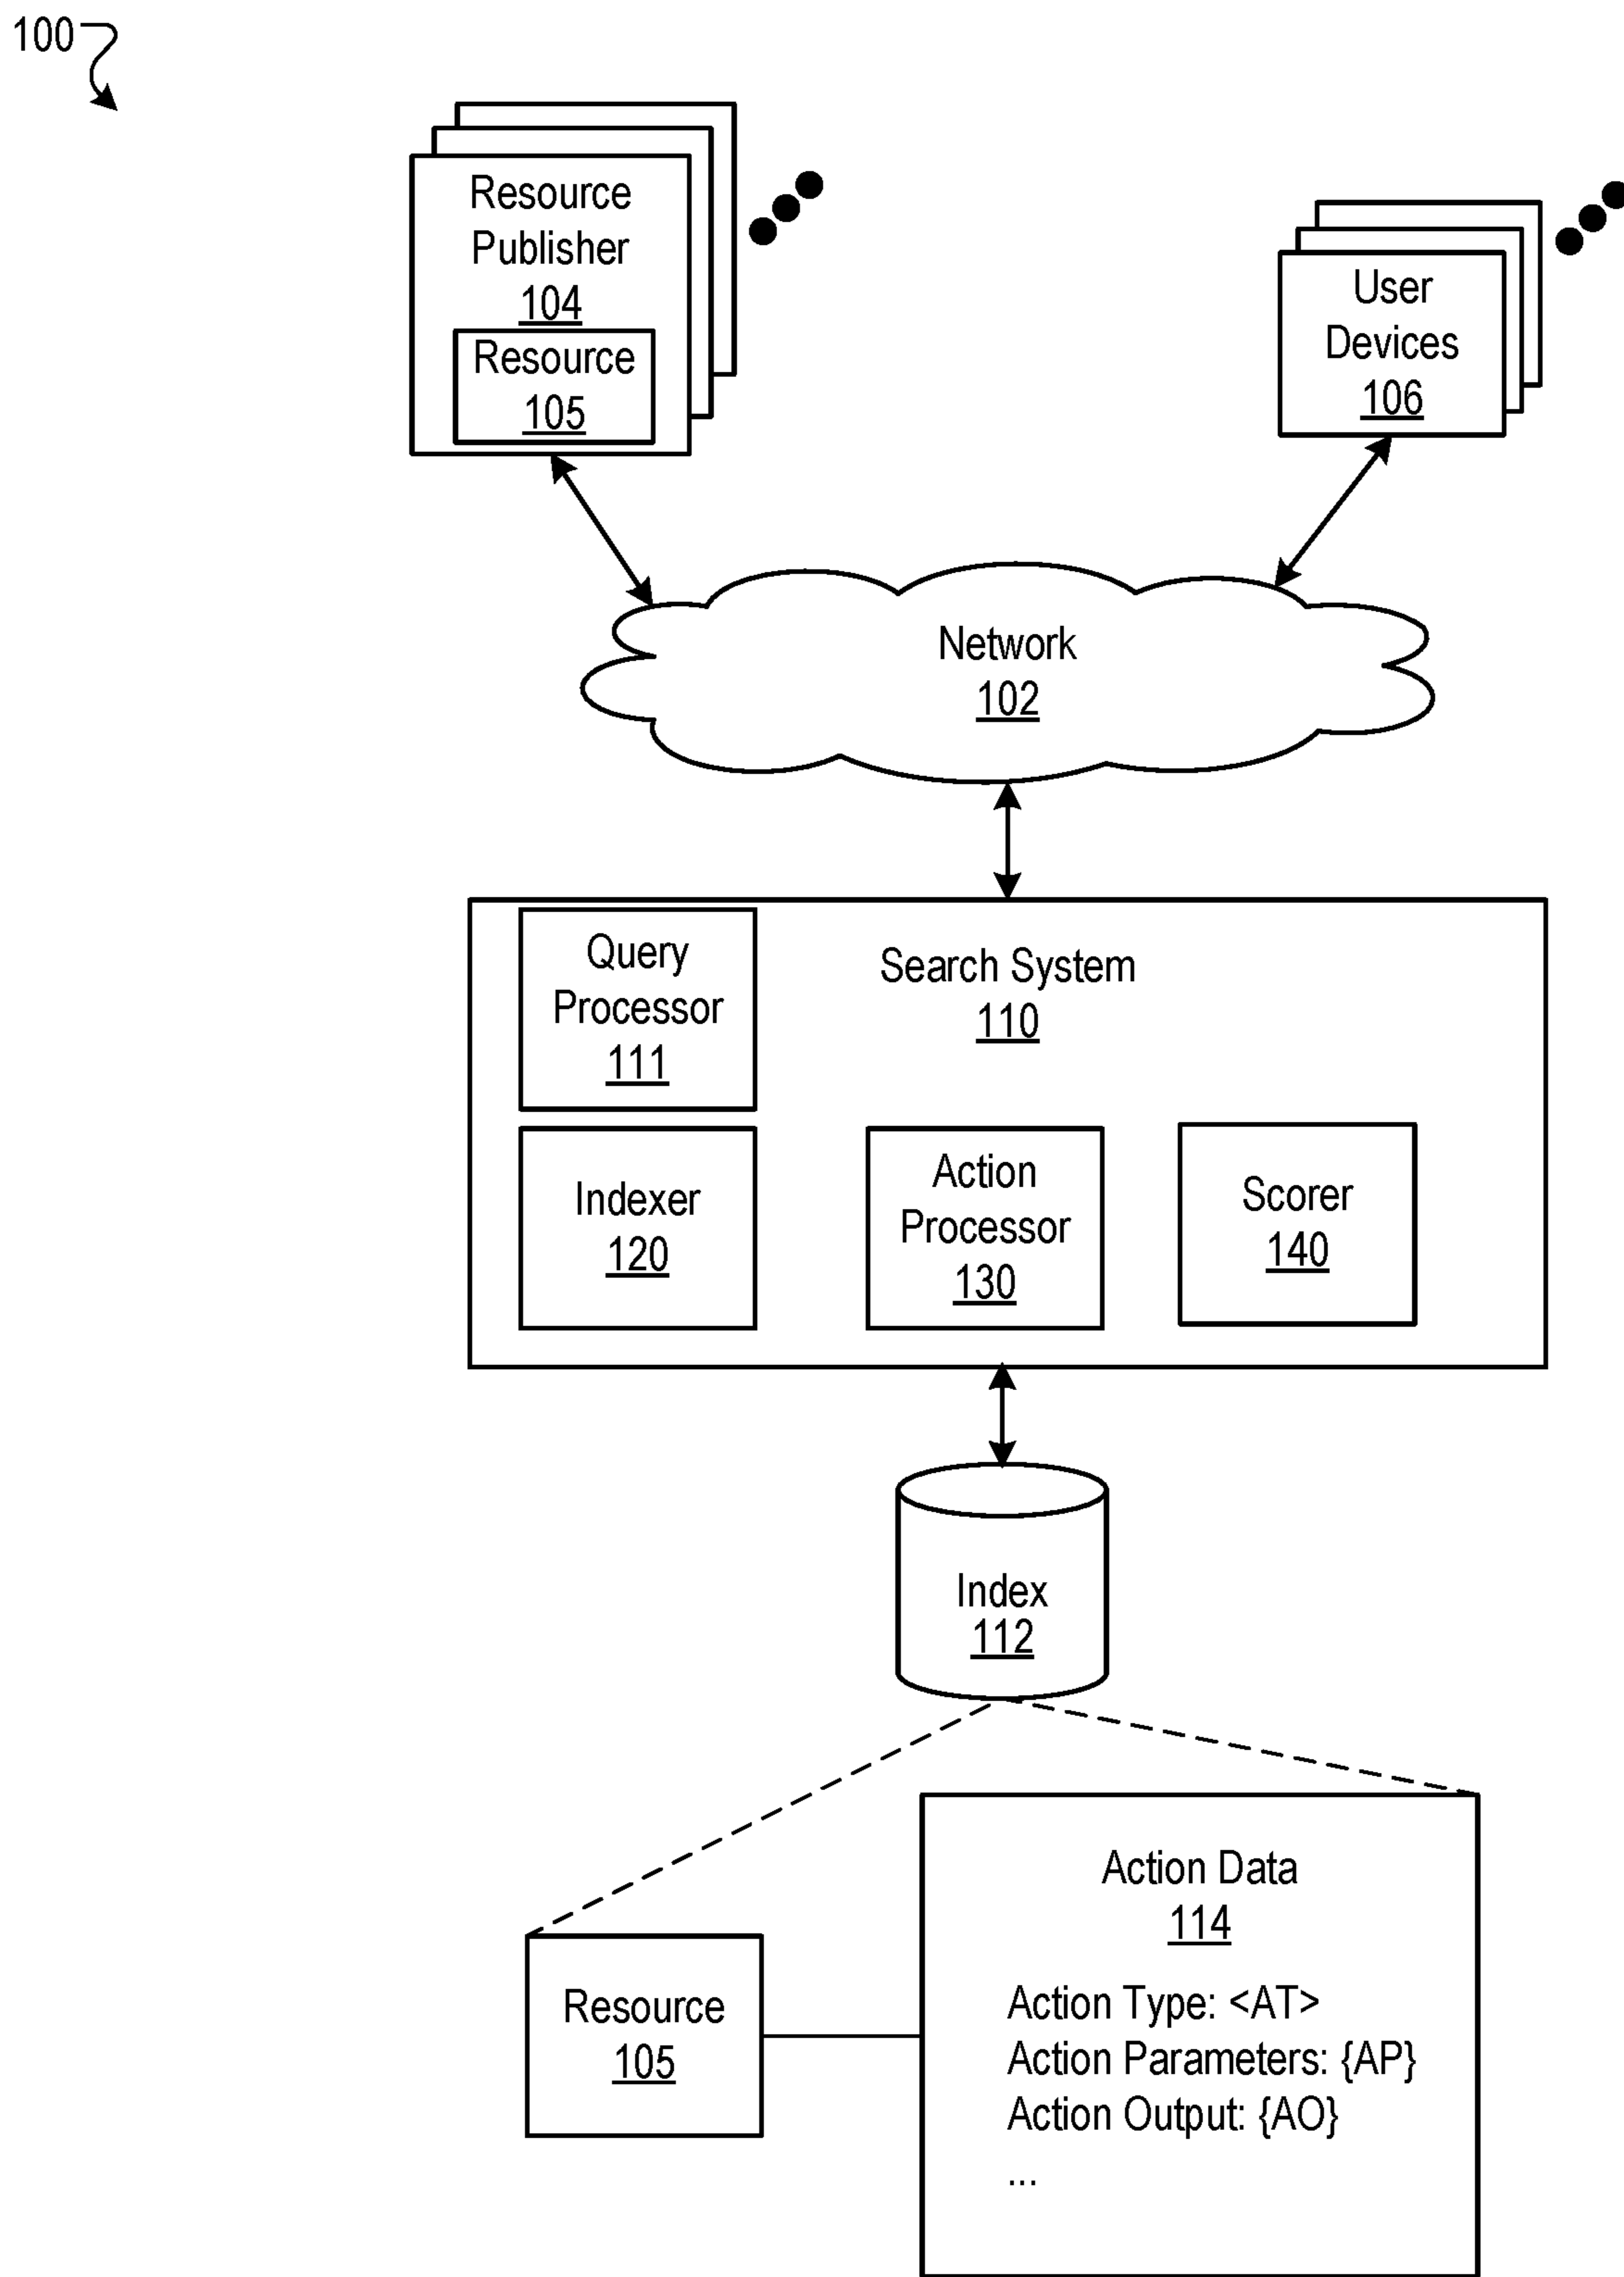 100
Resource
Publisher
104
Resource
105
User
Devices
106
Network
102
Query
Processor
111
Search System
110
Indexer
120
Action
Processor
130
Scorer
140
Index
112
Resource
105
Action Data
114
Action Type: <AT>
Action Parameters: {AP}
Action Output: {AO}
...